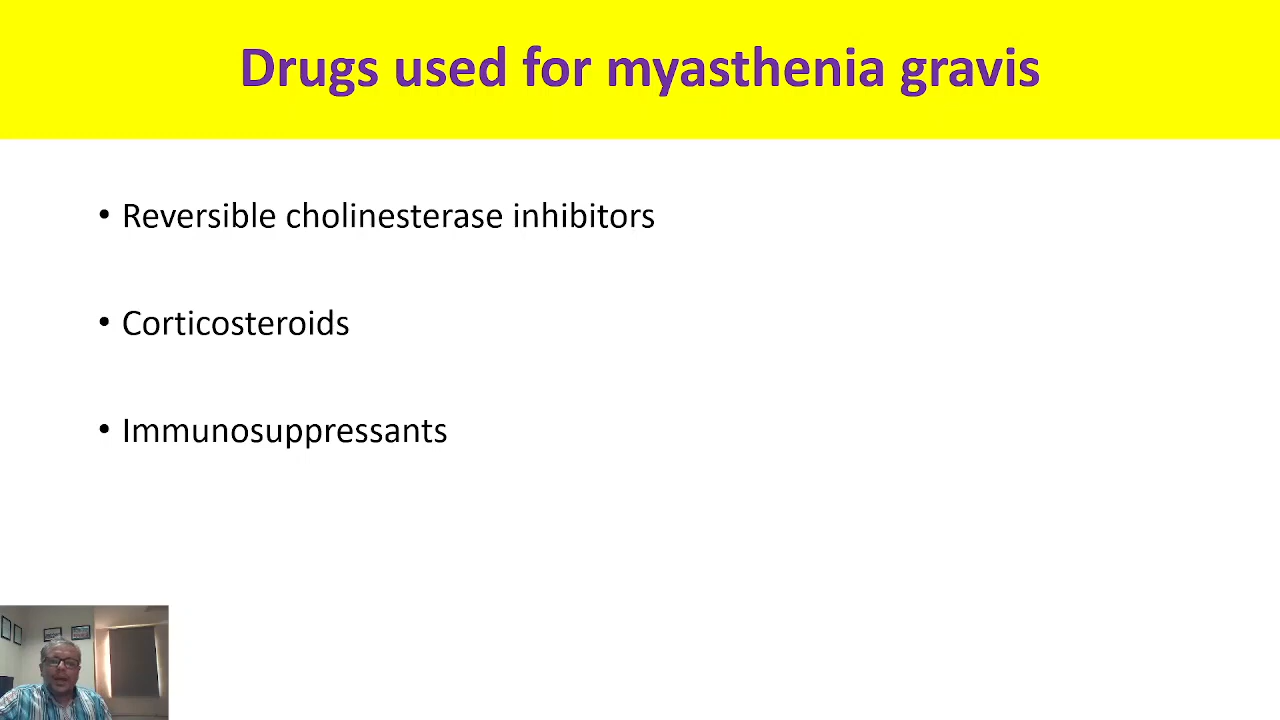 Drugs used for myasthenia gravis
• Reversible cholinesterase inhibitors
• Corticosteroids
• Immunosuppressants